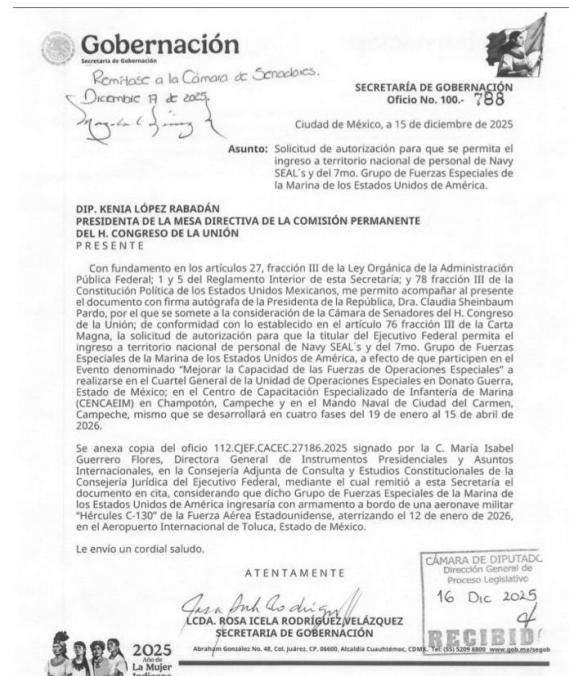 Gobernación
Secretaría de Gobernación
Remítase a la Cámara de Senadores.
Diciembre 17 de 2025.
SECRETARÍA DE GOBERNACIÓN
Oficio No. 100.- 788
Ciudad de México, a 15 de diciembre de 2025
Asunto: Solicitud de autorización para que se permita el
ingreso a territorio nacional de personal de Navy
SEAL´s y del 7mo. Grupo de Fuerzas Especiales de
la Marina de los Estados Unidos de América.
DIP. KENIA LÓPEZ RABADÁN
PRESIDENTA DE LA MESA DIRECTIVA DE LA COMISIÓN PERMANENTE
DEL H. CONGRESO DE LA UNIÓN
P R E S E N T E
Con fundamento en los artículos 27, fracción III de la Ley Orgánica de la Administración
Pública Federal; 1 y 5 del Reglamento Interior de esta Secretaría; y 78 fracción III de la
Constitución Política de los Estados Unidos Mexicanos, me permito acompañar al presente
el documento con firma autógrafa de la Presidenta de la República, Dra. Claudia Sheinbaum
Pardo, por el que se somete a la consideración de la Cámara de Senadores del H. Congreso
de la Unión; de conformidad con lo establecido en el artículo 76 fracción III de la Carta
Magna, la solicitud de autorización para que la titular del Ejecutivo Federal permita el
ingreso a territorio nacional de personal de Navy SEAL´s y del 7mo. Grupo de Fuerzas
Especiales de la Marina de los Estados Unidos de América, a efecto de que participen en el
Evento denominado “Mejorar la Capacidad de las Fuerzas de Operaciones Especiales” a
realizarse en el Cuartel General de la Unidad de Operaciones Especiales en Donato Guerra,
Estado de México; en el Centro de Capacitación Especializado de Infantería de Marina
(CENCAEIM) en Champotón, Campeche y en el Mando Naval de Ciudad del Carmen,
Campeche, mismo que se desarrollará en cuatro fases del 19 de enero al 15 de abril de
2026.
Se anexa copia del oficio 112.CJEF.CACEC.27186.2025 signado por la C. María Isabel
Guerrero Flores, Directora General de Instrumentos Presidenciales y Asuntos
Internacionales, en la Consejería Adjunta de Consulta y Estudios Constitucionales de la
Consejería Jurídica del Ejecutivo Federal, mediante el cual remitió a esta Secretaría el
documento en cita, considerando que dicho Grupo de Fuerzas Especiales de la Marina de
los Estados Unidos de América ingresaría con armamento a bordo de una aeronave militar
“Hércules C-130” de la Fuerza Aérea Estadounidense, aterrizando el 12 de enero de 2026,
en el Aeropuerto Internacional de Toluca, Estado de México.
Le envío un cordial saludo.
A T E N T A M E N T E
LCDA. ROSA ICELA RODRÍGUEZ VELÁZQUEZ
SECRETARIA DE GOBERNACIÓN
CÁMARA DE DIPUTADO
Dirección General de
Proceso Legislativo
16 Dic 2025
RECIBIDO
2025
Año de
La Mujer
Indígena
Abraham González No. 48, Col. Juárez, CP. 06600, Alcaldía Cuauhtémoc, CDMX. Tel: (55) 5209 8800 www.gob.mx/segob